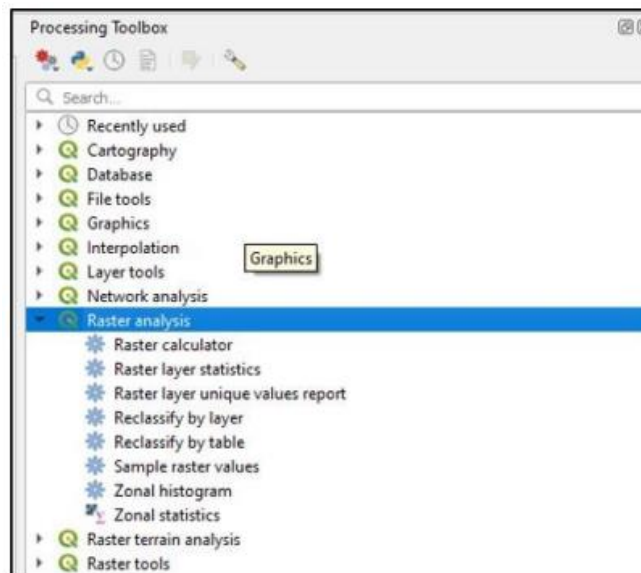 Processing Toolbox
Search...
Recently used
Cartography
Database
File tools
Graphics
Interpolation
Graphics
Layer tools
Network analysis
Raster analysis
Raster calculator
Raster layer statistics
Raster layer unique values report
Reclassify by layer
Reclassify by table
Sample raster values
Zonal histogram
Zonal statistics
Raster terrain analysis
Raster tools